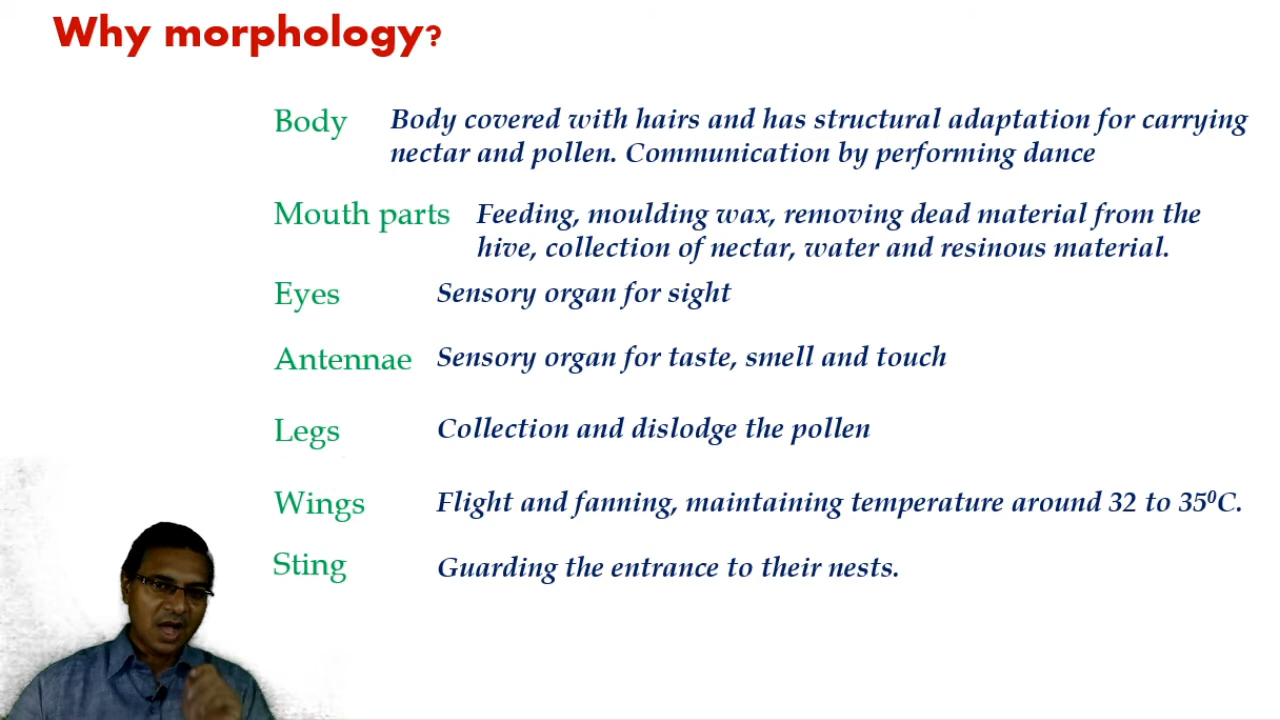 Why morphology?
Body Body covered with hairs and has structural adaptation for carrying
nectar and pollen. Communication by performing dance
Mouth parts Feeding, moulding wax, removing dead material from the
hive, collection of nectar, water and resinous material.
Eyes Sensory organ for sight
Antennae Sensory organ for taste, smell and touch
Legs Collection and dislodge the pollen
Wings Flight and fanning, maintaining temperature around 32 to 35⁰C.
Sting Guarding the entrance to their nests.